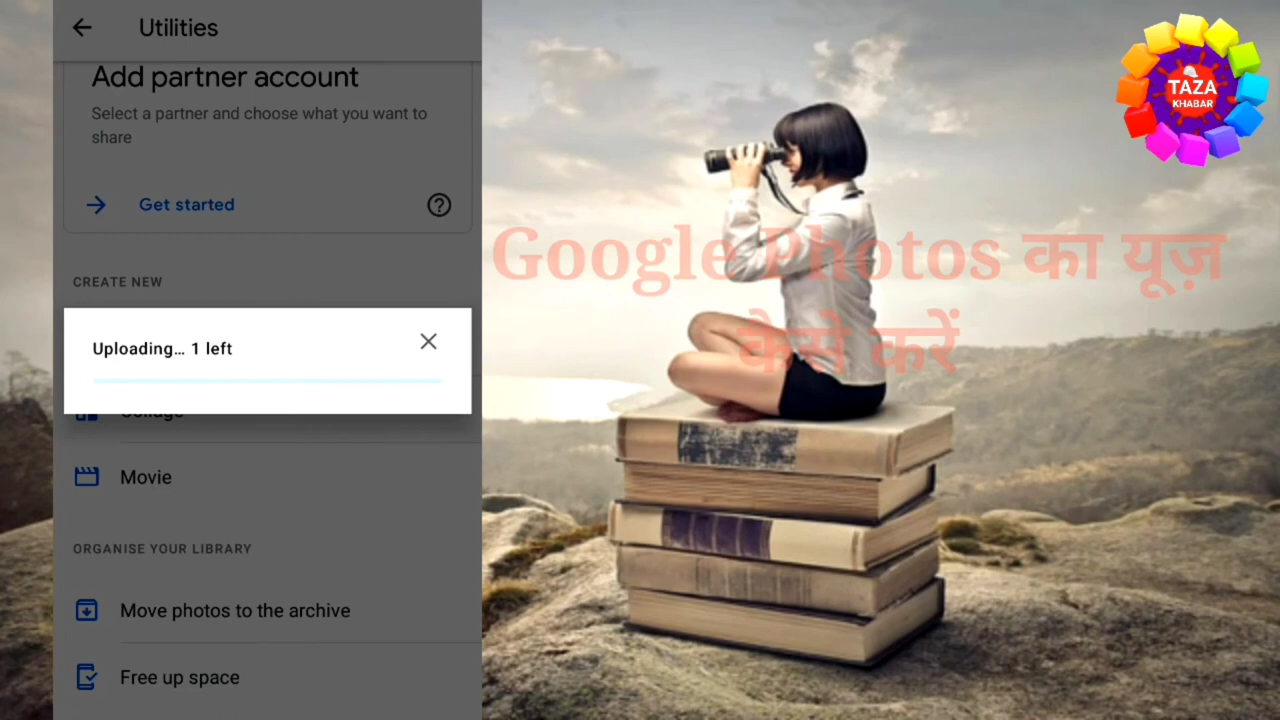 Utilities
Add partner account
Select a partner and choose what you want to
share
Get started
CREATE NEW
Uploading... 1 left
Collage
Movie
ORGANISE YOUR LIBRARY
Move photos to the archive
Free up space
TAZA
KHABAR
Google Photos का यूज़
कैसे करें